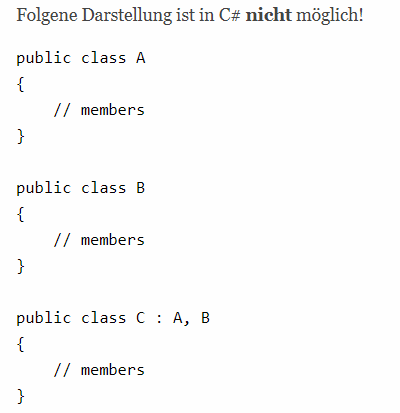 Folgene Darstellung ist in C# nicht möglich!
public class A
{
    // members
}
public class B
{
    // members
}
public class C : A, B
{
    // members
}